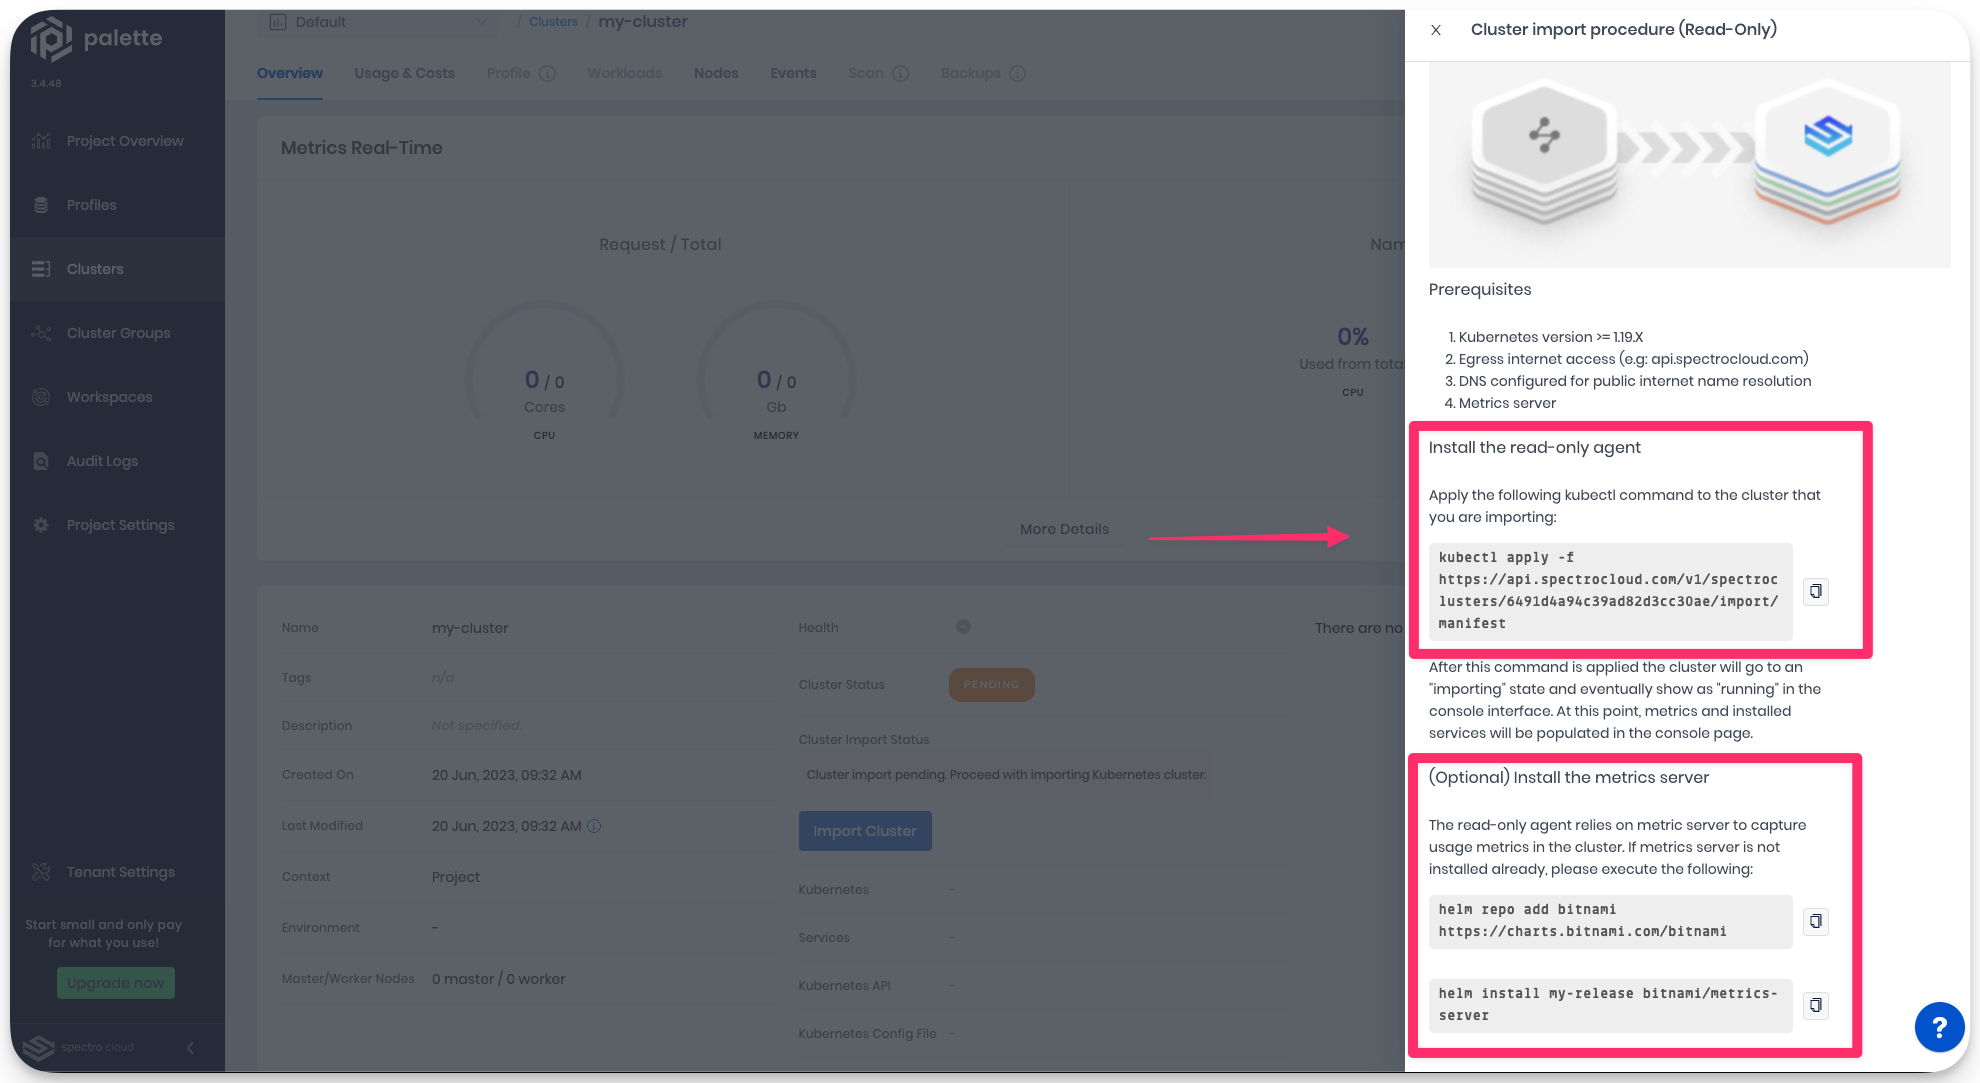 palette
3.4.48
Project Overview
Profiles
Clusters
Cluster Groups
Workspaces
Audit Logs
Project Settings
Tenant Settings
Start small and only pay
for what you use!
Upgrade now
spectro cloud
Default
/ Clusters / my-cluster
Overview Usage & Costs Profile Workloads Nodes Events Scan Backups
Metrics Real-Time
Request / Total
0 / 0
Cores
CPU
0 / 0
Gb
MEMORY
Nam
0%
Used from total
CPU
More Details
Name my-cluster
Tags n/a
Description Not specified.
Created On 20 Jun, 2023, 09:32 AM
Last Modified 20 Jun, 2023, 09:32 AM
Context Project
Environment -
Master/Worker Nodes 0 master / 0 worker
Health
Cluster Status PENDING
Cluster Import Status
Cluster import pending. Proceed with importing Kubernetes cluster.
Import Cluster
Kubernetes -
Services -
Kubernetes API -
Kubernetes Config File -
There are no
X Cluster import procedure (Read-Only)
Prerequisites
1. Kubernetes version >= 1.19.X
2. Egress internet access (e.g: api.spectrocloud.com)
3. DNS configured for public internet name resolution
4. Metrics server
Install the read-only agent
Apply the following kubectl command to the cluster that
you are importing:
kubectl apply -f
https://api.spectrocloud.com/v1/spectroc
lusters/6491d4a94c39ad82d3cc30ae/import/
manifest
After this command is applied the cluster will go to an
"importing" state and eventually show as "running" in the
console interface. At this point, metrics and installed
services will be populated in the console page.
(Optional) Install the metrics server
The read-only agent relies on metric server to capture
usage metrics in the cluster. If metrics server is not
installed already, please execute the following:
helm repo add bitnami
https://charts.bitnami.com/bitnami
helm install my-release bitnami/metrics-
server
?